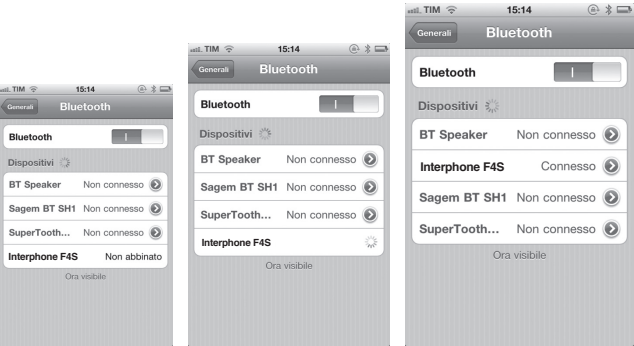 TIM 15:14
Generali Bluetooth
Bluetooth
Dispositivi
BT Speaker Non connesso
Sagem BT SH1 Non connesso
SuperTooth... Non connesso
Interphone F4S Non abbinato
Ora visibile
TIM 15:14
Generali Bluetooth
Bluetooth
Dispositivi
BT Speaker Non connesso
Sagem BT SH1 Non connesso
SuperTooth... Non connesso
Interphone F4S
Ora visibile
TIM 15:14
Generali Bluetooth
Bluetooth
Dispositivi
BT Speaker Non connesso
Interphone F4S Connesso
Sagem BT SH1 Non connesso
SuperTooth... Non connesso
Ora visibile